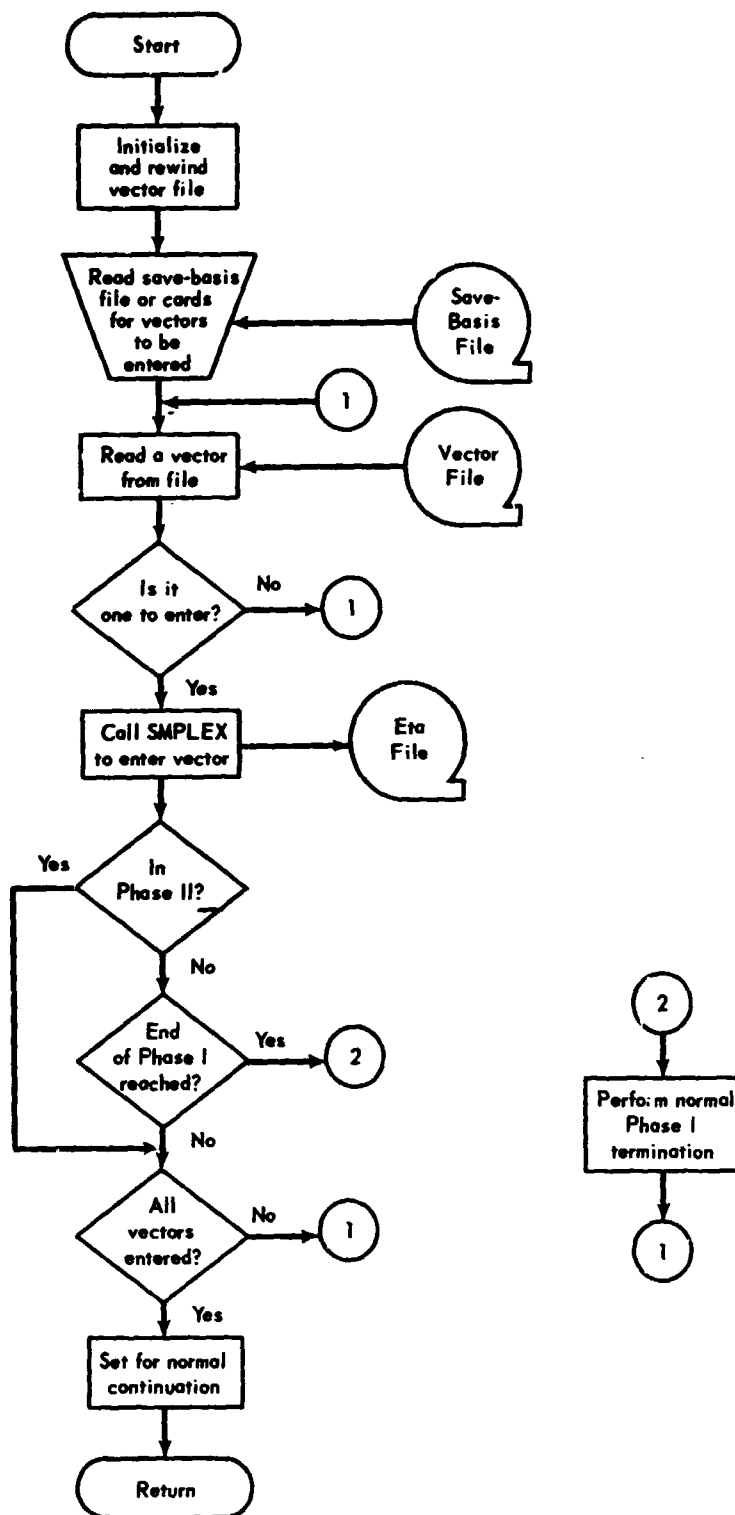 Start
Initialize
and rewind
vector file
Read save-basis
file or cards
for vectors
to be
entered
Save-
Basis
File
1
Read a vector
from file
Vector
File
Is it
one to enter?
No
1
Yes
Call SMPLEX
to enter vector
Eta
File
Yes
In
Phase II?
No
End
of Phase I
reached?
Yes
2
No
All
vectors
entered?
No
1
Yes
Set for normal
continuation
Return
2
Perform normal
Phase I
termination
1